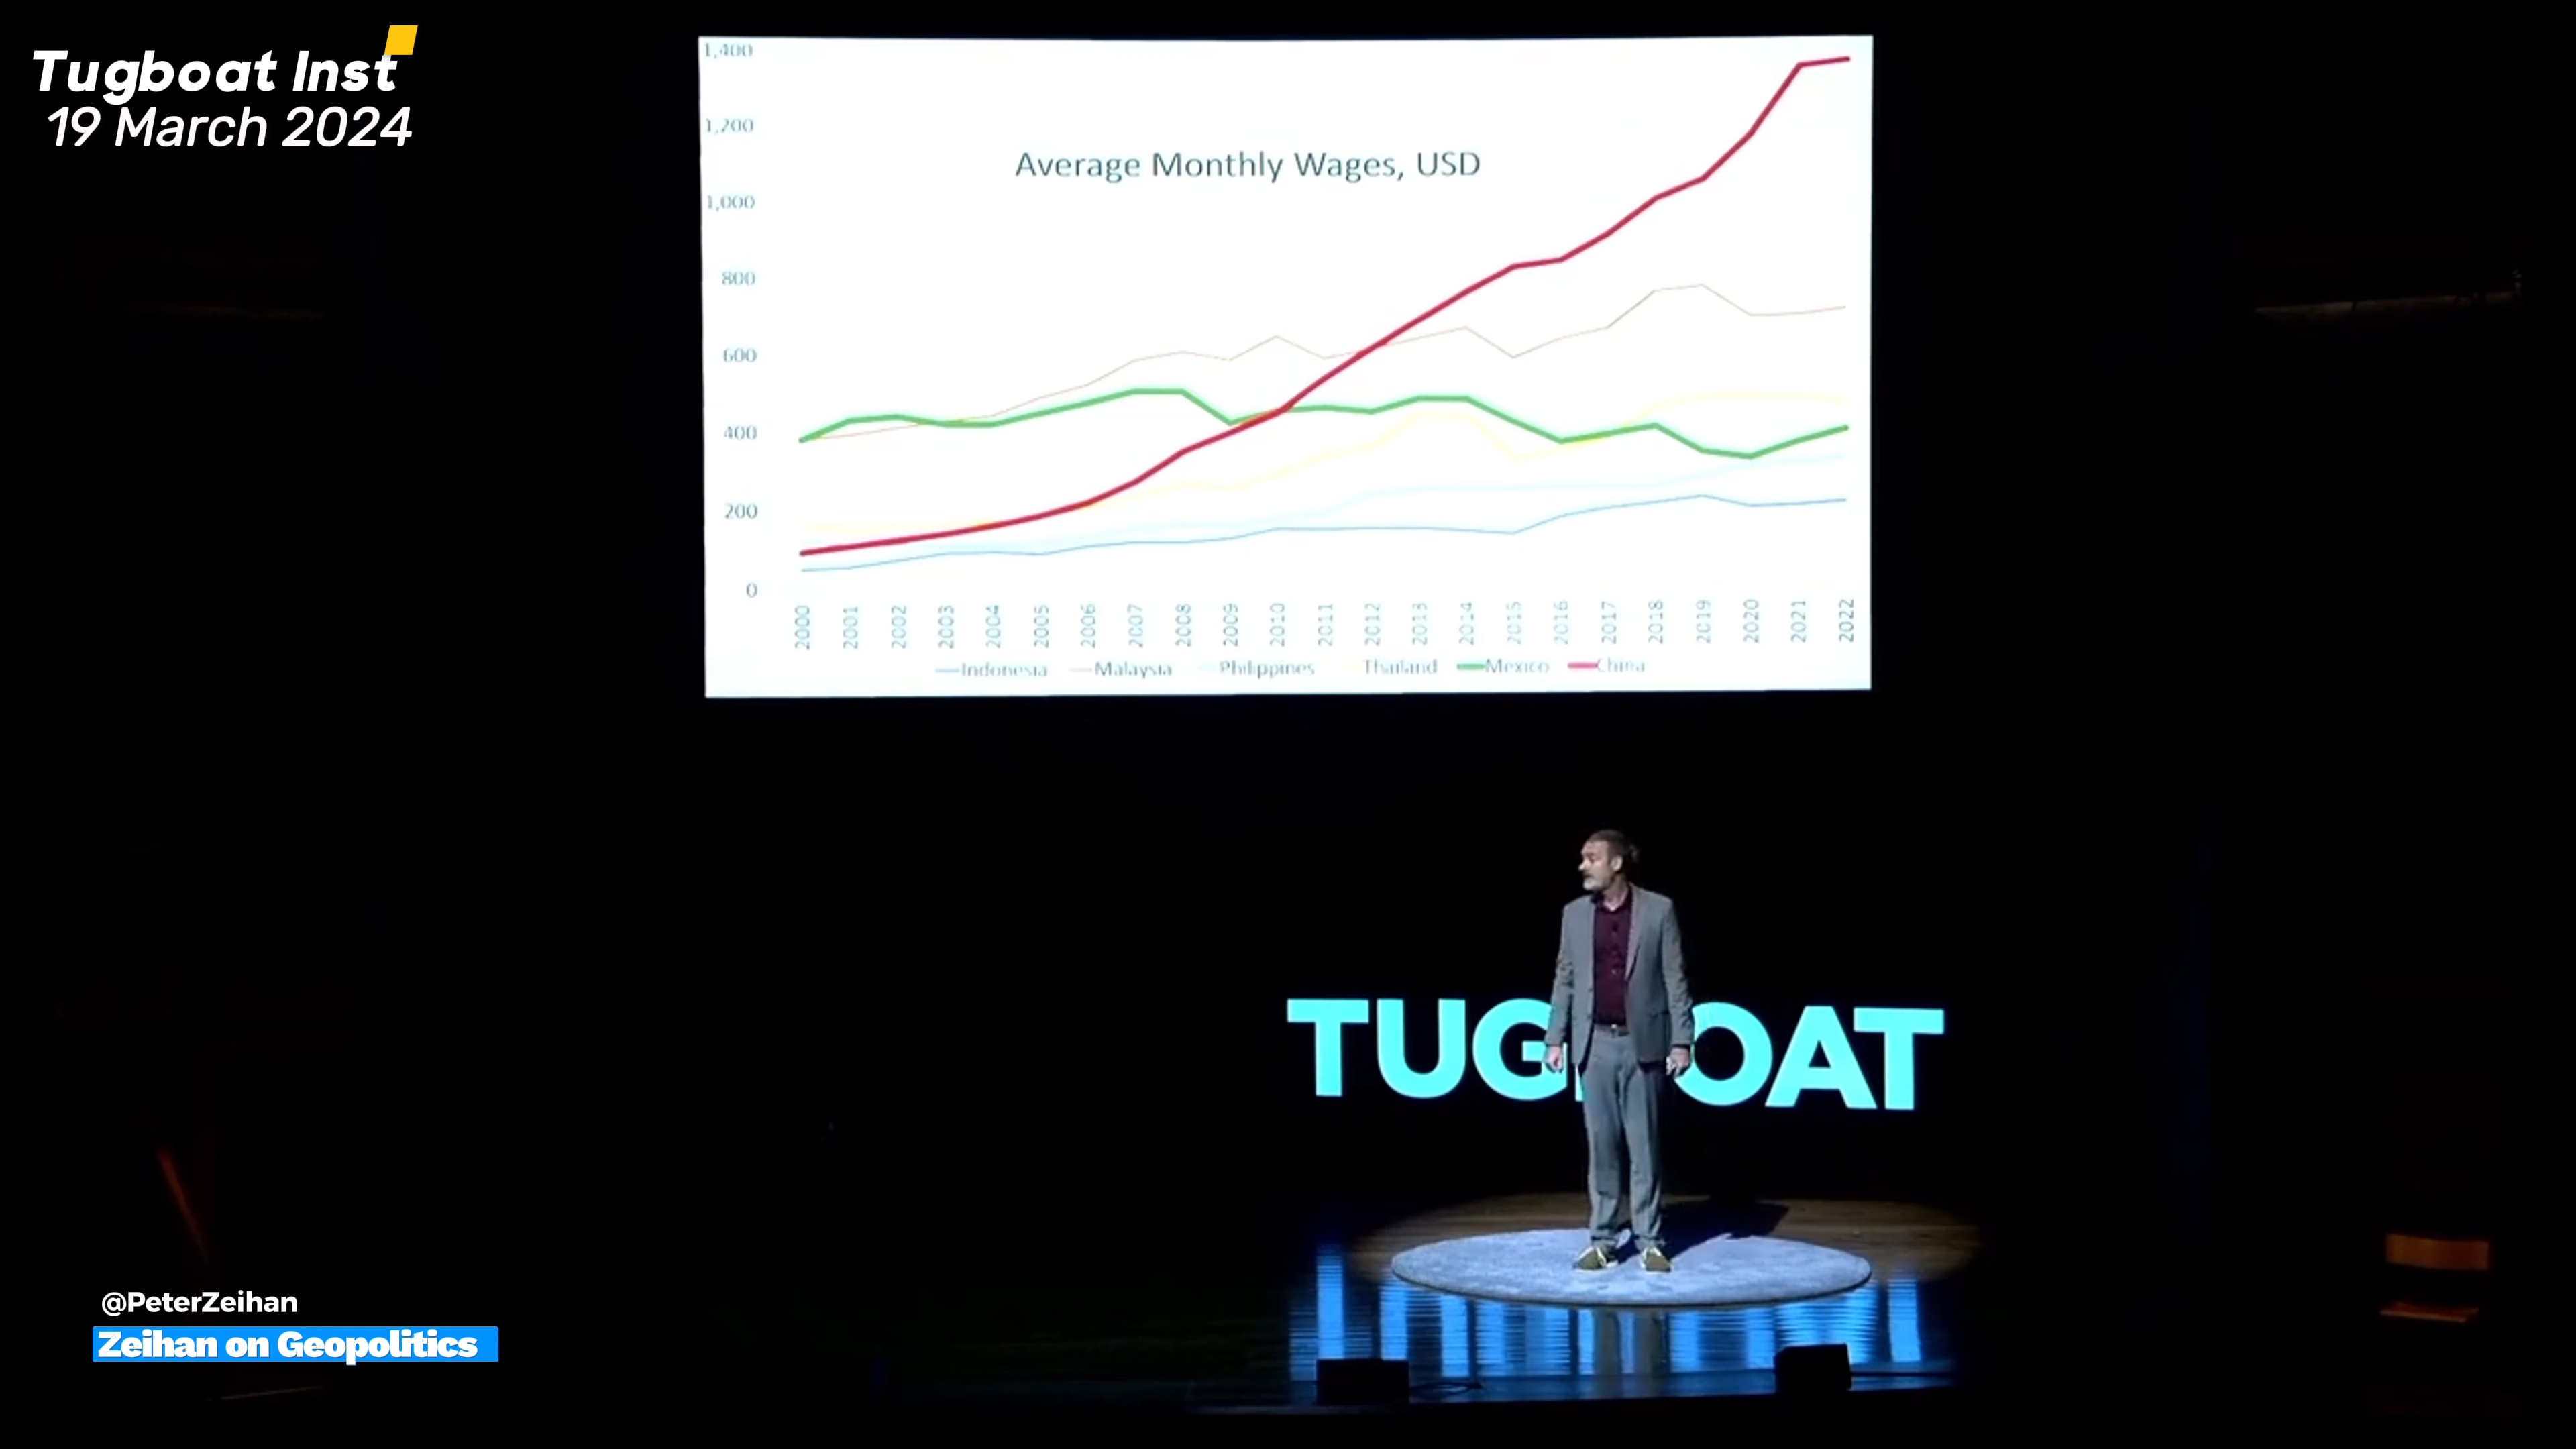 Tugboat Inst
19 March 2024
1,400
1,200
1,000
800
600
400
200
0
Average Monthly Wages, USD
2000 2001 2002 2003 2004 2005 2006 2007 2008 2009 2010 2011 2012 2013 2014 2015 2016 2017 2018 2019 2020 2021 2022
Indonesia Malaysia Philippines Thailand Mexico China
TUG OAT
@PeterZeihan
Zeihan on Geopolitics